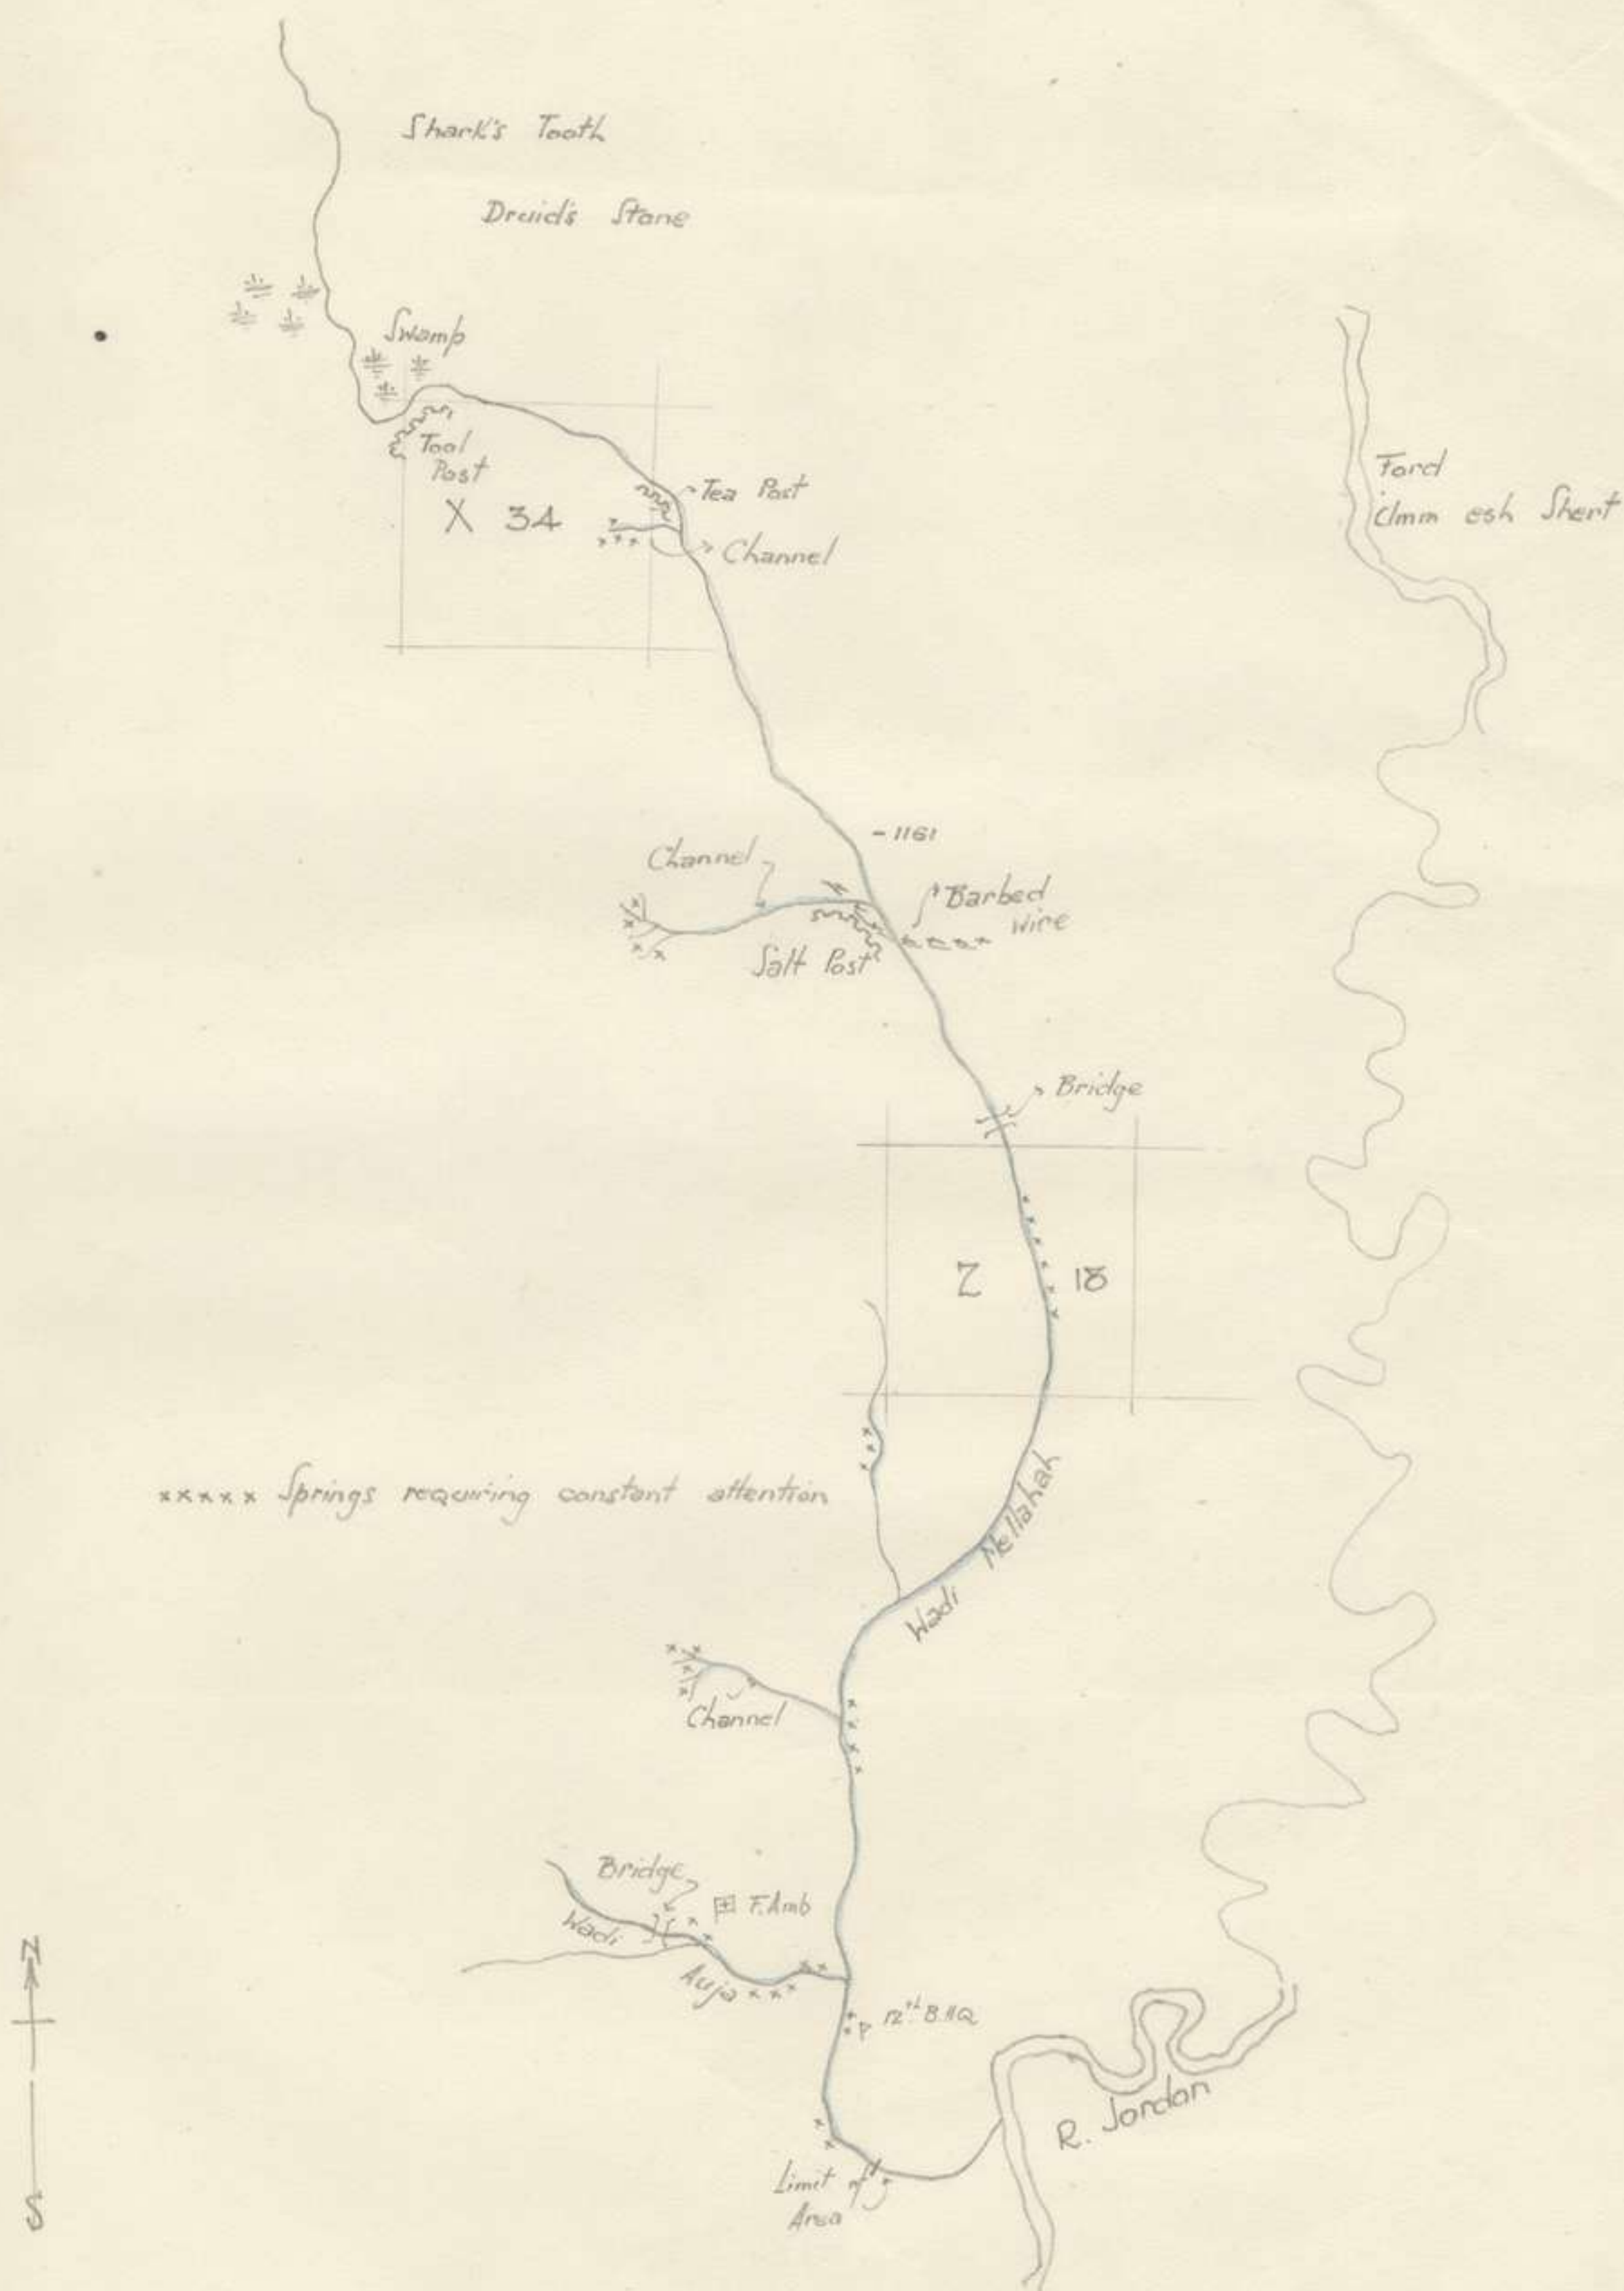 Shark's Tooth
Druid's Stone
Swamp
Tool
Post
X 34
Tea Post
Channel
Ford
Umm esh Shert
- 1161
Channel
Barbed
wire
Salt Post
Bridge
Z 18
xxxxx Springs requiring constant attention
Wadi Mellahah
Channel
Bridge
F. Amb
Wadi
Auja
12th B.HQ
N
R. Jordan
Limit of
Area
S